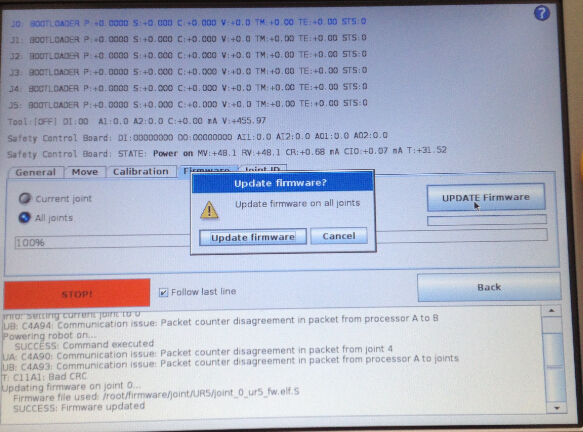 J0: BOOTLOADER P:+0.0000 S:+0.000 C:+0.000 V:+0.0 TM:+0.00 TE:+0.00 STS:0
J1: BOOTLOADER P:+0.0000 S:+0.000 C:+0.000 V:+0.0 TM:+0.00 TE:+0.00 STS:0
J2: BOOTLOADER P:+0.0000 S:+0.000 C:+0.000 V:+0.0 TM:+0.00 TE:+0.00 STS:0
J3: BOOTLOADER P:+0.0000 S:+0.000 C:+0.000 V:+0.0 TM:+0.00 TE:+0.00 STS:0
J4: BOOTLOADER P:+0.0000 S:+0.000 C:+0.000 V:+0.0 TM:+0.00 TE:+0.00 STS:0
J5: BOOTLOADER P:+0.0000 S:+0.000 C:+0.000 V:+0.0 TM:+0.00 TE:+0.00 STS:0
Tool:[OFF] DI:00 A1:0.0 A2:0.0 C:+0.00 mA V:+455.97
Safety Control Board: DI:00000000 DO:00000000 AI1:0.0 AI2:0.0 AO1:0.0 AO2:0.0
Safety Control Board: STATE: Power on MV:+48.1 RV:+48.1 CR:+0.68 mA CIO:+0.07 mA T:+31.52
General Move Calibration Firmware Joint ID
Update firmware?
Current joint
All joints
Update firmware on all joints
UPDATE Firmware
Update firmware Cancel
100%
STOP!
Follow last line
Back
Info: Setting current joint to 0
UB: C4A94: Communication issue: Packet counter disagreement in packet from processor A to B
Powering robot on...
SUCCESS: Command executed
UA: C4A90: Communication issue: Packet counter disagreement in packet from joint 4
UB: C4A93: Communication issue: Packet counter disagreement in packet from processor A to joints
T: C11A1: Bad CRC
Updating firmware on joint 0...
Firmware file used: /root/firmware/joint/UR5/joint_0_ur5_fw.elf.S
SUCCESS: Firmware updated